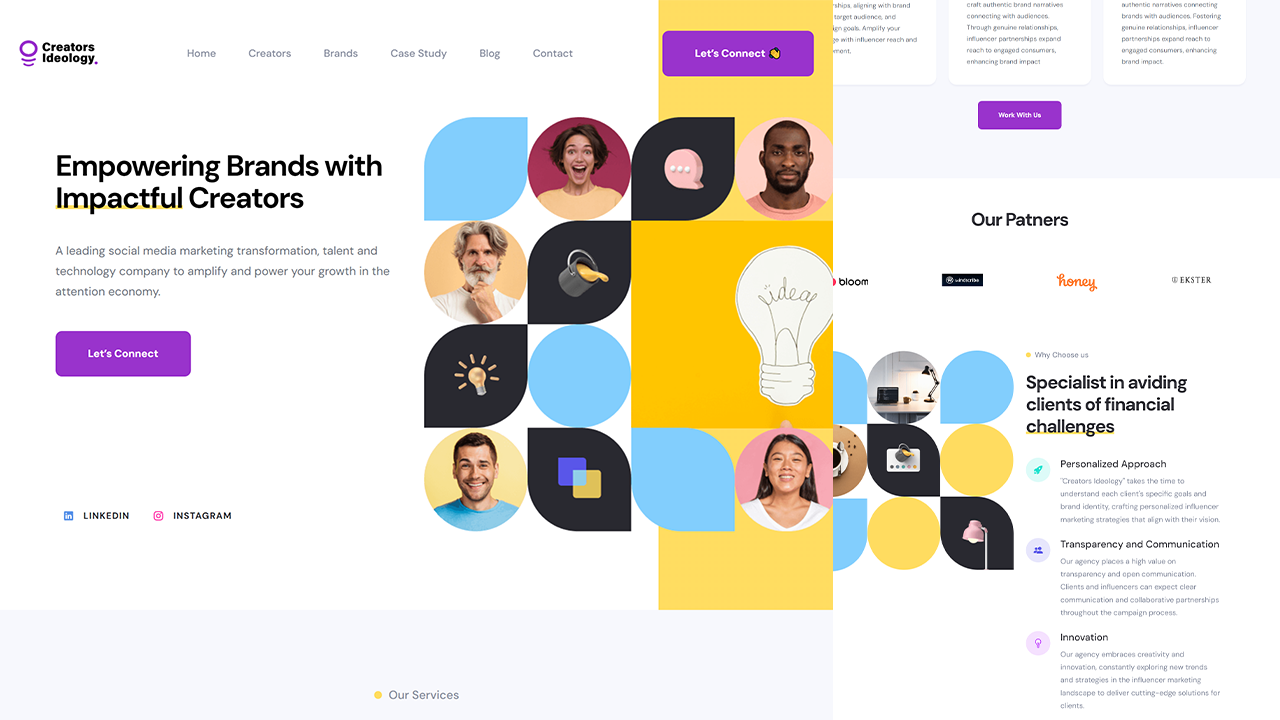 Creators
Ideology.
Home
Creators
Brands
Case Study
Blog
Contact
Let's Connect 👏
Empowering Brands with
Impactful Creators
A leading social media marketing transformation, talent and
technology company to amplify and power your growth in the
attention economy.
Let's Connect
LINKEDIN
INSTAGRAM
idea
Our Services
aligning with brand
target audience, and
goals. Amplify your
with influencer reach and
craft authentic brand narratives
connecting with audiences.
Through genuine relationships,
influencer partnerships expand
reach to engaged consumers,
enhancing brand impact
authentic narratives connecting
brands with audiences. Fostering
genuine relationships, influencer
partnerships expand reach to
engaged consumers, enhancing
brand impact.
Work With Us
Our Patners
bloom
windscribe
honey
EKSTER
Why Choose us
Specialist in aviding
clients of financial
challenges
Personalized Approach
"Creators Ideology" takes the time to
understand each client's specific goals and
brand identity, crafting personalized influencer
marketing strategies that align with their vision.
Transparency and Communication
Our agency places a high value on
transparency and open communication.
Clients and influencers can expect clear
communication and collaborative partnerships
throughout the campaign process.
Innovation
Our agency embraces creativity and
innovation, constantly exploring new trends
and strategies in the influencer marketing
landscape to deliver cutting-edge solutions for
clients.